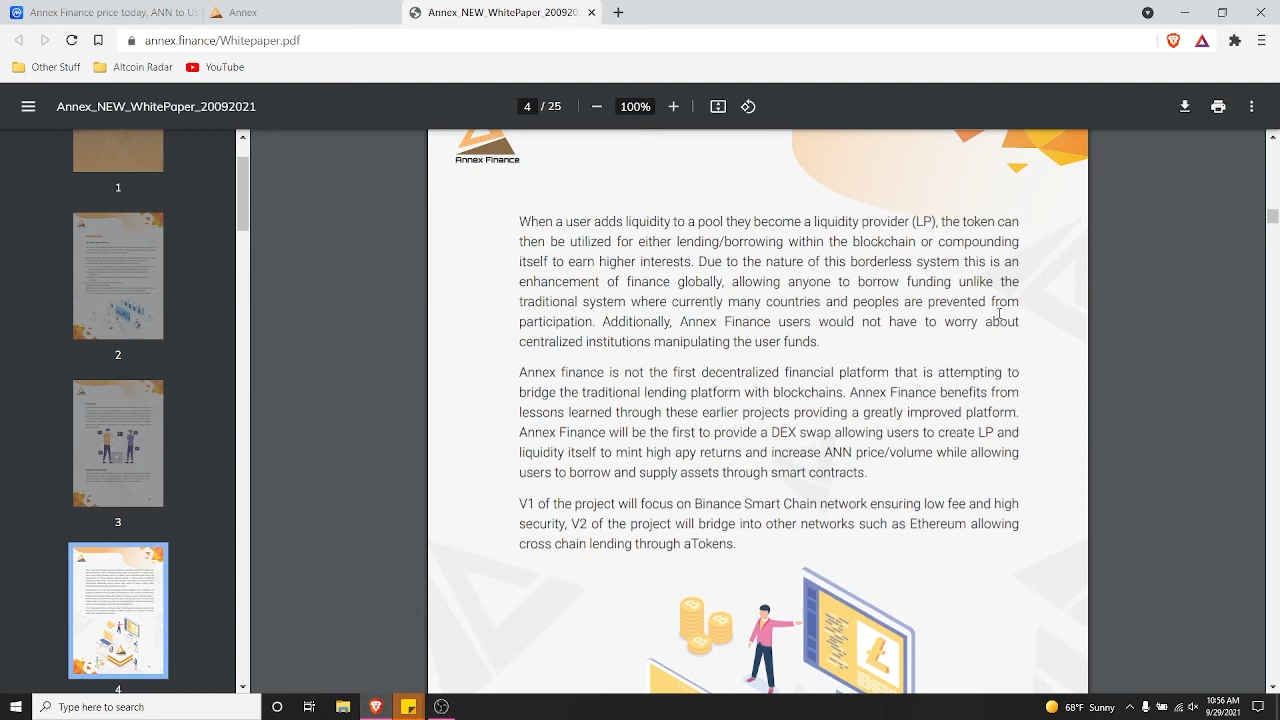 Annex Finance price today, ANN to US
Annex
Annex_NEW_WhitePaper_200920
annex.finance/Whitepaper.pdf
Other Stuff
Altcoin Radar
YouTube
Annex_NEW_WhitePaper_20092021
4 / 25
100%
1
2
3
4
Annex Finance
When a user adds liquidity to a pool they become a liquidity provider (LP), the token can
then be utilized for either lending/borrowing within the blockchain or compounding
itself to earn higher interests. Due to the nature of this borderless system this is an
enhancement of finance globally, allowing anyone to borrow funding unlike the
traditional system where currently many countries and peoples are prevented from
participation. Additionally, Annex Finance users would not have to worry about
centralized institutions manipulating the user funds.
Annex finance is not the first decentralized financial platform that is attempting to
bridge the traditional lending platform with blockchains. Annex Finance benefits from
lessons learned through these earlier projects providing a greatly improved platform.
Annex Finance will be the first to provide a DEX swap allowing users to create LP and
liquidity itself to mint high apy returns and increase ANN price/volume while allowing
users to borrow and supply assets through smart contracts.
V1 of the project will focus on Binance Smart Chain network ensuring low fee and high
security, V2 of the project will bridge into other networks such as Ethereum allowing
cross chain lending through aTokens.
Type here to search
68°F Sunny
10:56 AM
9/29/2021